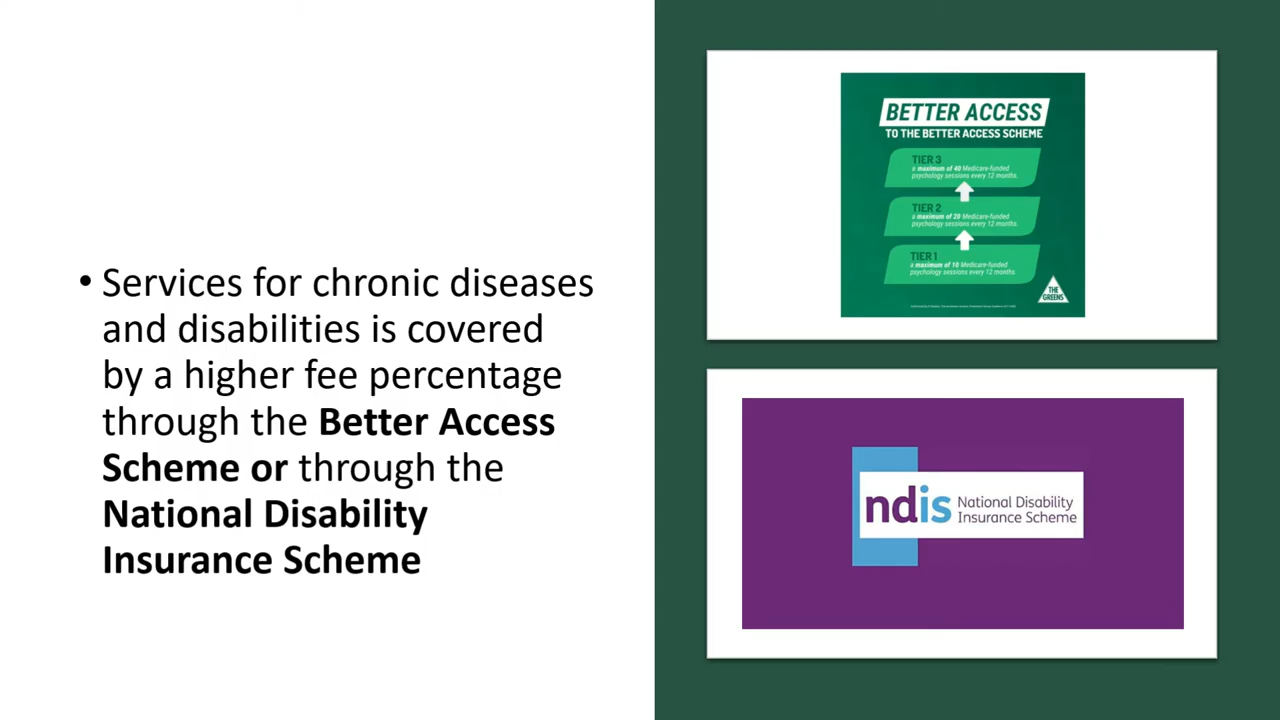 • Services for chronic diseases
and disabilities is covered
by a higher fee percentage
through the Better Access
Scheme or through the
National Disability
Insurance Scheme
BETTER ACCESS
TO THE BETTER ACCESS SCHEME
TIER 3
a maximum of 40 Medicare-funded
psychology sessions every 12 months.
TIER 2
a maximum of 20 Medicare-funded
psychology sessions every 12 months.
TIER 1
a maximum of 10 Medicare-funded
psychology sessions every 12 months.
THE
GREENS
ndis National Disability
Insurance Scheme